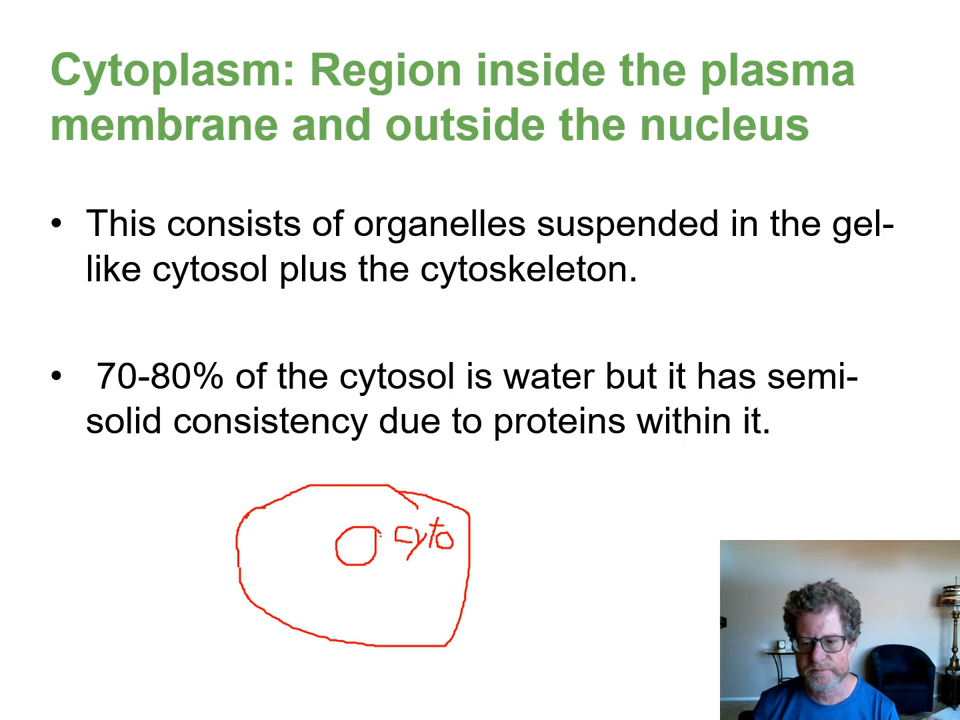 Cytoplasm: Region inside the plasma
membrane and outside the nucleus
• This consists of organelles suspended in the gel-
like cytosol plus the cytoskeleton.
• 70-80% of the cytosol is water but it has semi-
solid consistency due to proteins within it.
cyto